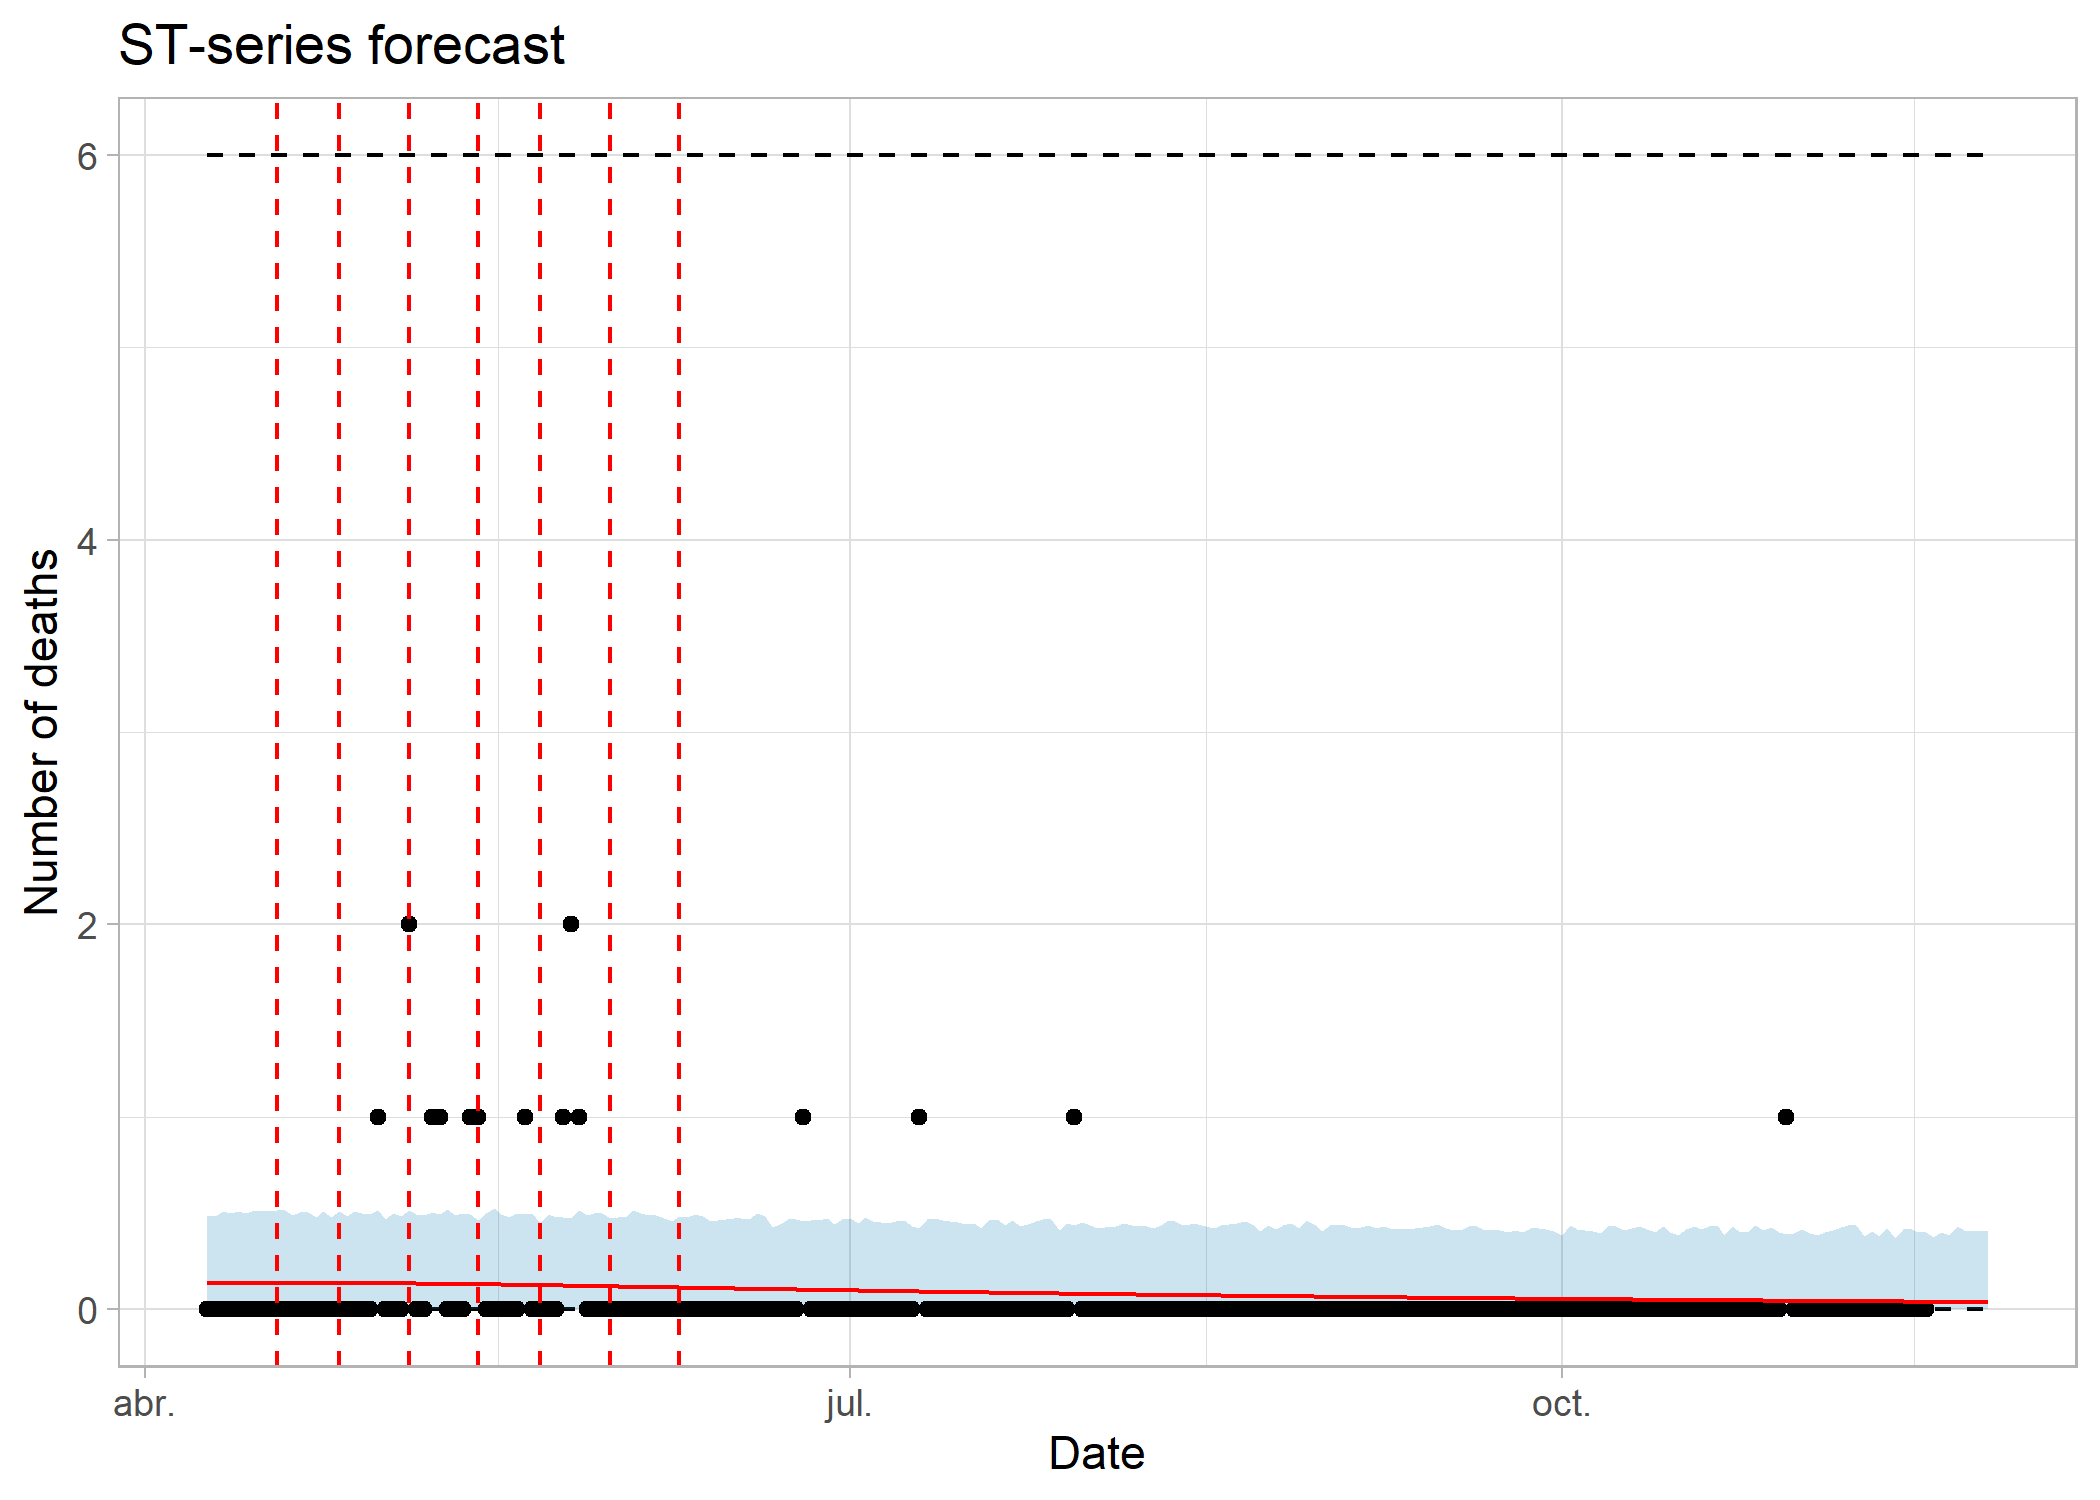 ST-series forecast
6
4
2
0
Number of deaths
abr.
jul.
oct.
Date